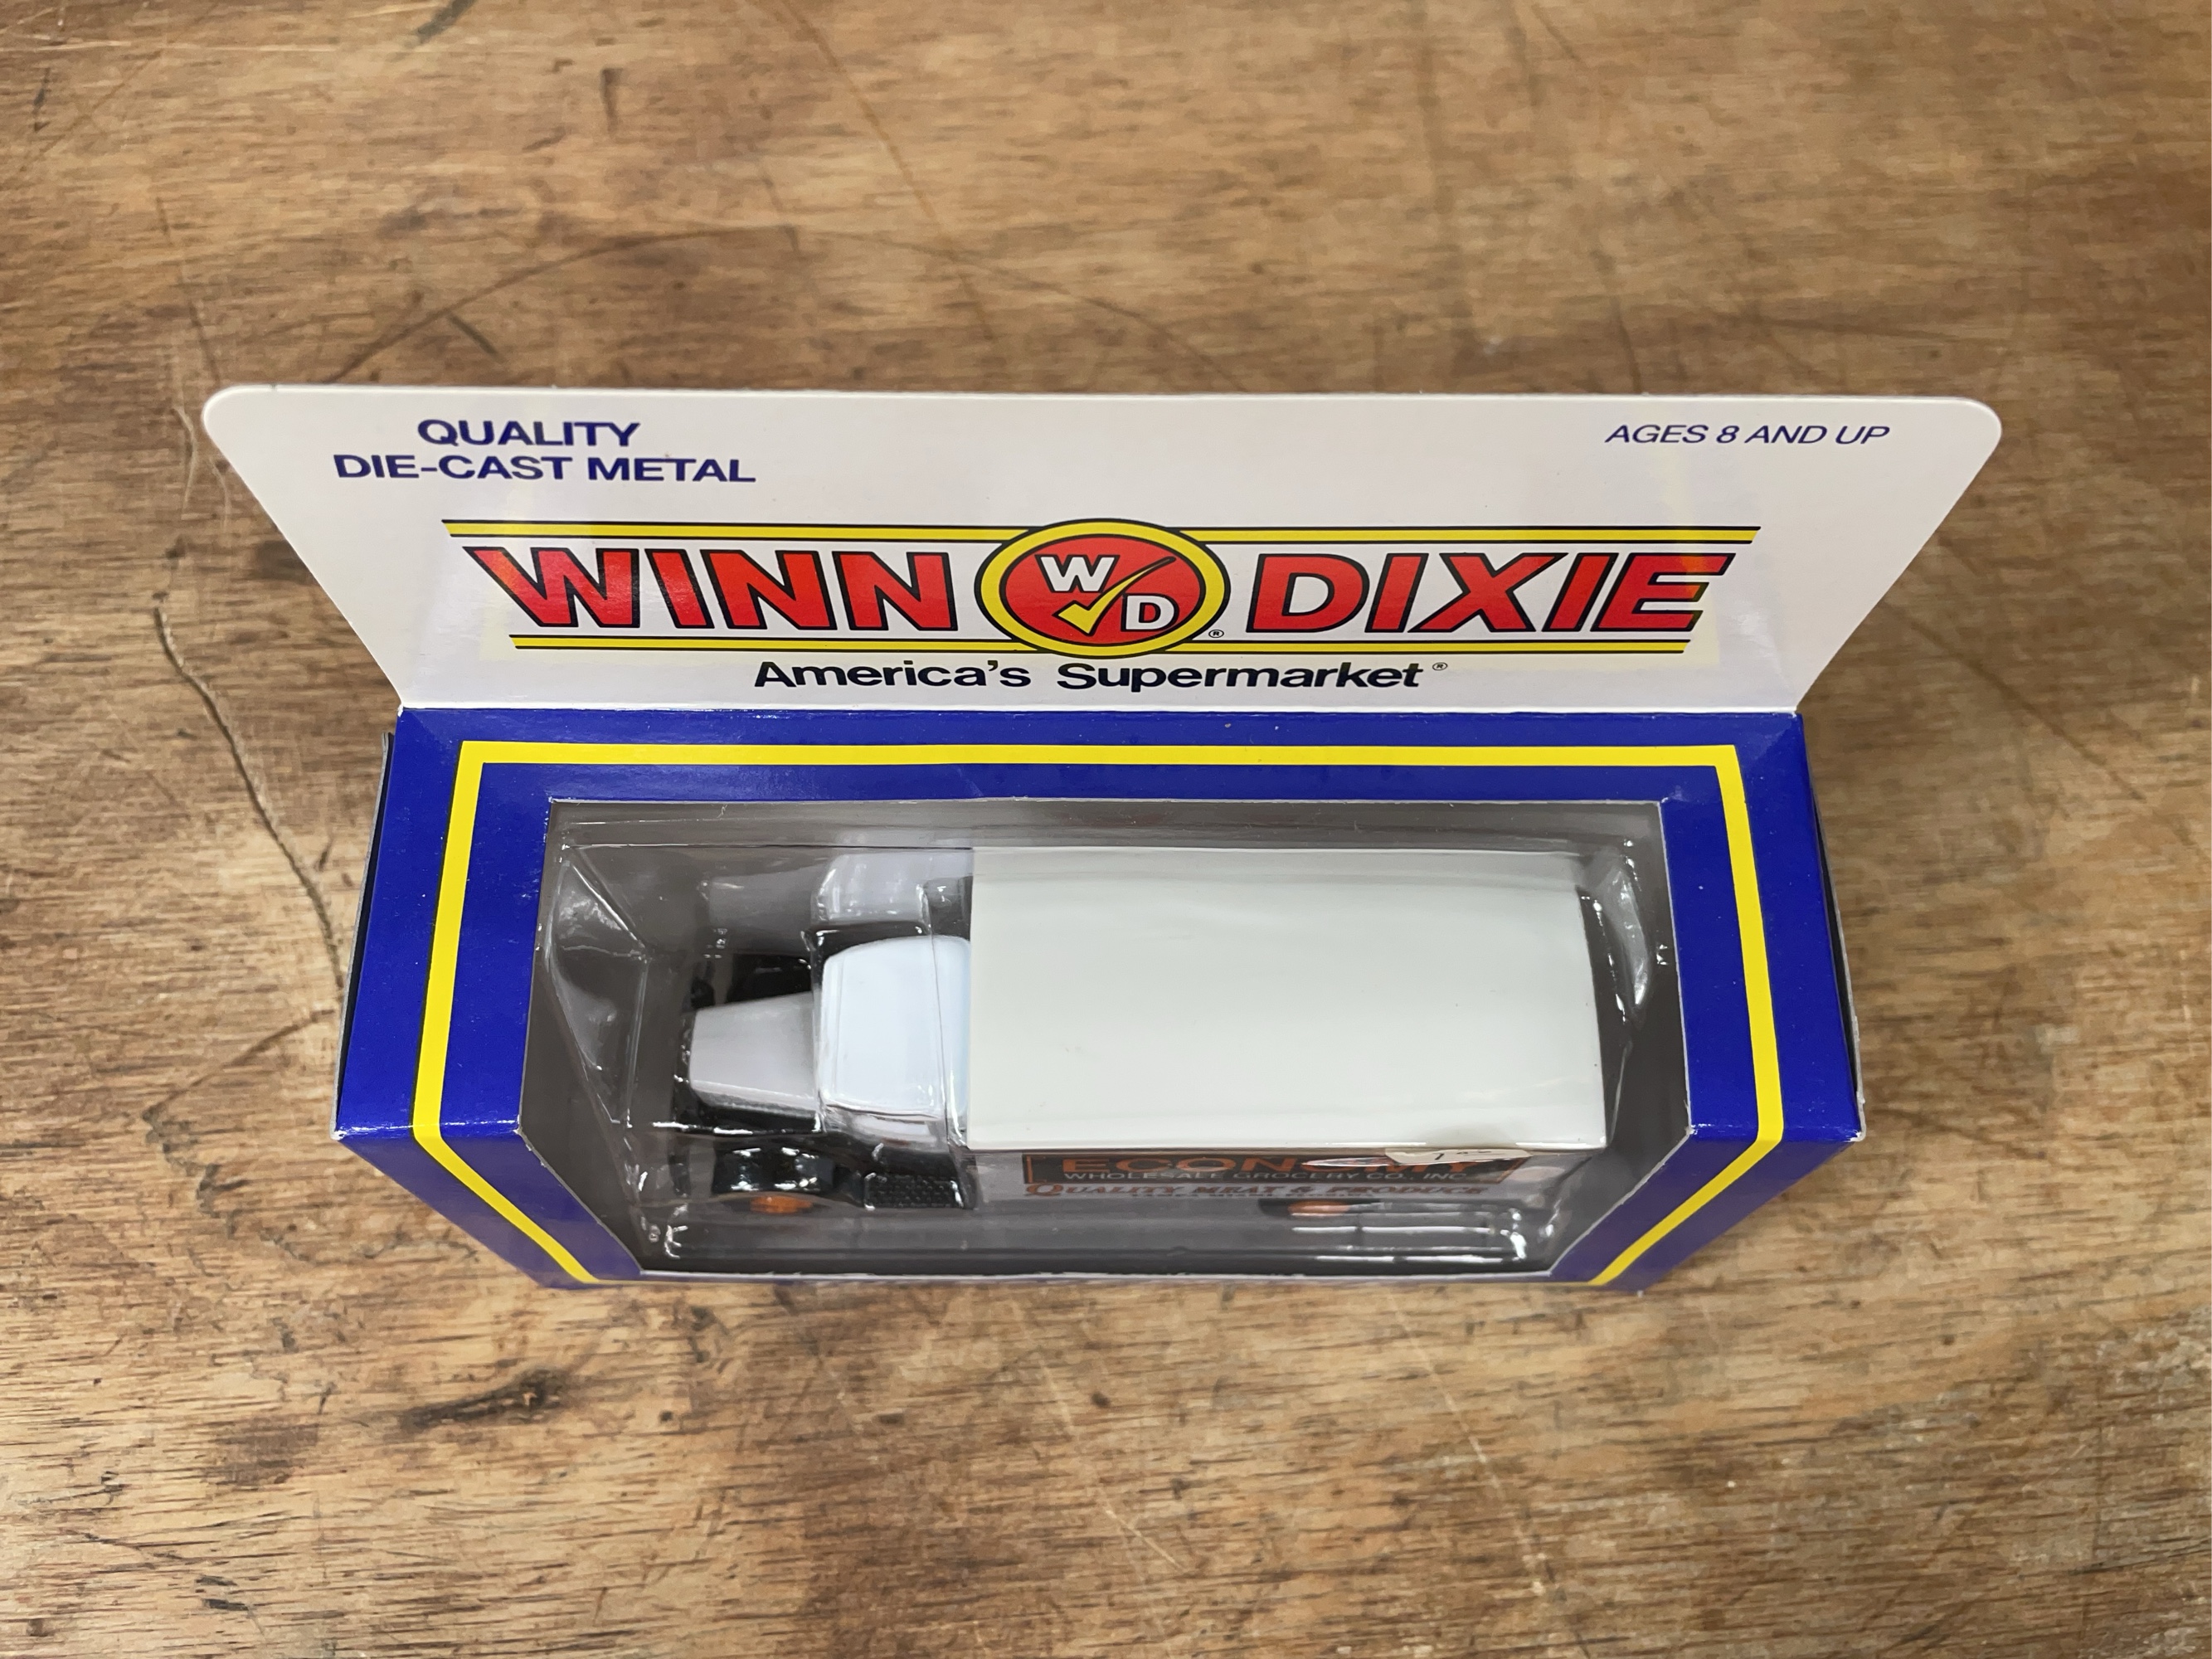 QUALITY
DIE-CAST METAL
AGES 8 AND UP
WINN W D ® DIXIE
America's Supermarket ®
ECONOMY
WHOLESALE GROCERY CO., INC.
QUALITY MEAT & PRODUCE